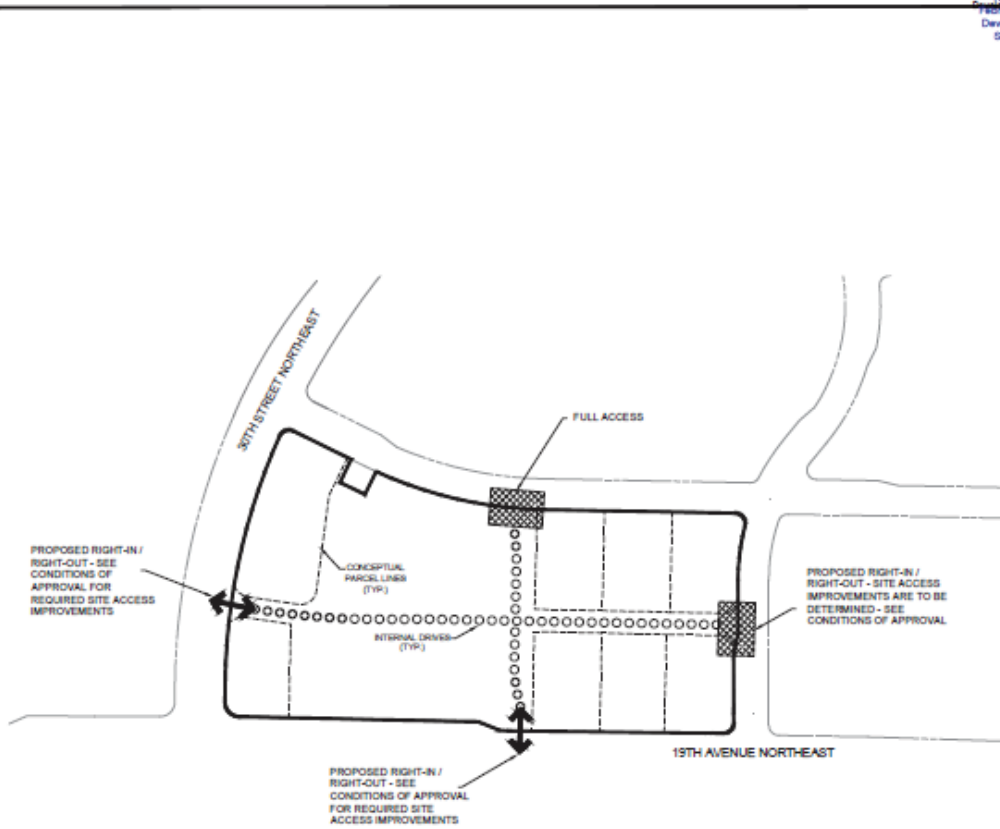 30TH STREET NORTHEAST
FULL ACCESS
PROPOSED RIGHT-IN /
RIGHT-OUT - SEE
CONDITIONS OF
APPROVAL FOR
REQUIRED SITE ACCESS
IMPROVEMENTS
CONCEPTUAL
PARCEL LINES
(TYP.)
PROPOSED RIGHT-IN /
RIGHT-OUT - SITE ACCESS
IMPROVEMENTS ARE TO BE
DETERMINED - SEE
CONDITIONS OF APPROVAL
INTERNAL DRIVES
(TYP.)
19TH AVENUE NORTHEAST
PROPOSED RIGHT-IN /
RIGHT-OUT - SEE
CONDITIONS OF APPROVAL
FOR REQUIRED SITE
ACCESS IMPROVEMENTS